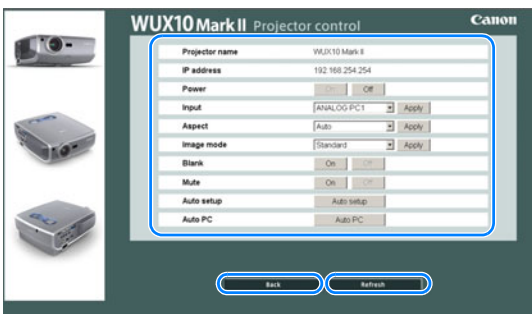 WUX10 Mark II Projector control Canon
Projector name WUX10 Mark II
IP address 192.168.254.254
Power On Off
Input ANALOG PC1 Apply
Aspect Auto Apply
Image mode Standard Apply
Blank On Off
Mute On Off
Auto setup Auto setup
Auto PC Auto PC
Back Refresh